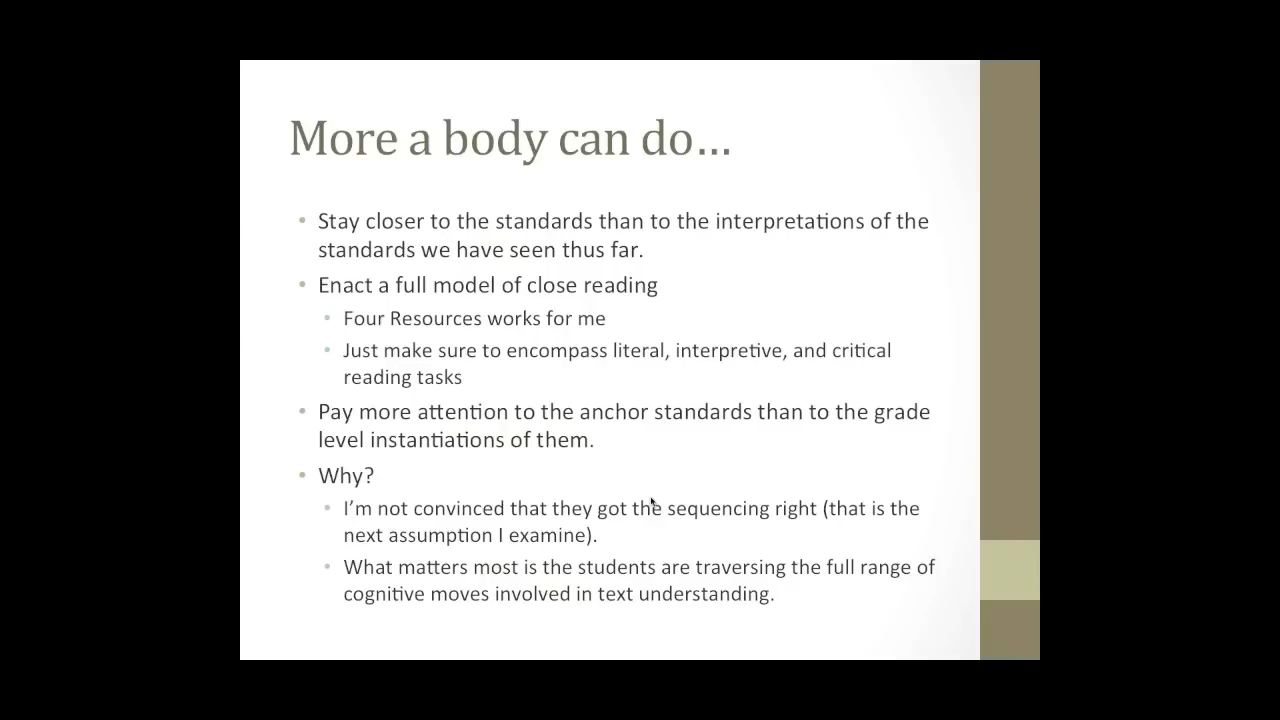 More a body can do…
• Stay closer to the standards than to the interpretations of the
standards we have seen thus far.
• Enact a full model of close reading
• Four Resources works for me
• Just make sure to encompass literal, interpretive, and critical
reading tasks
• Pay more attention to the anchor standards than to the grade
level instantiations of them.
• Why?
• I'm not convinced that they got the sequencing right (that is the
next assumption I examine).
• What matters most is the students are traversing the full range of
cognitive moves involved in text understanding.